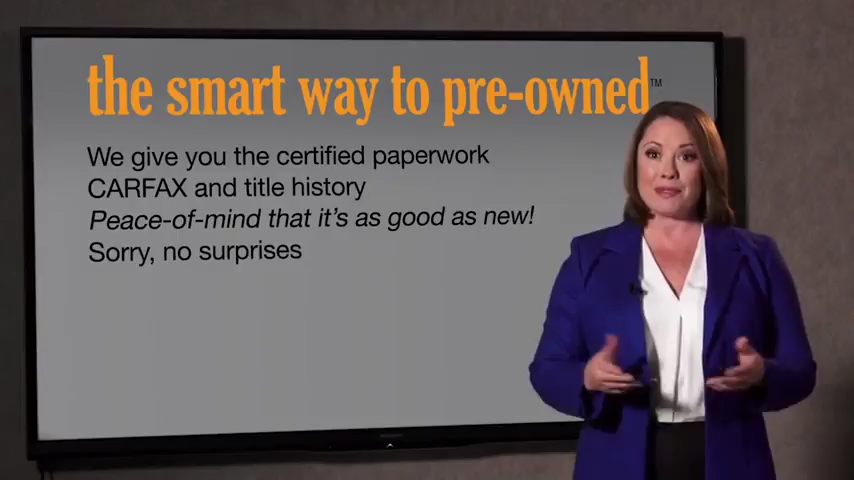 the smart way to pre-owned™
We give you the certified paperwork
CARFAX and title history
Peace-of-mind that it's as good as new!
Sorry, no surprises